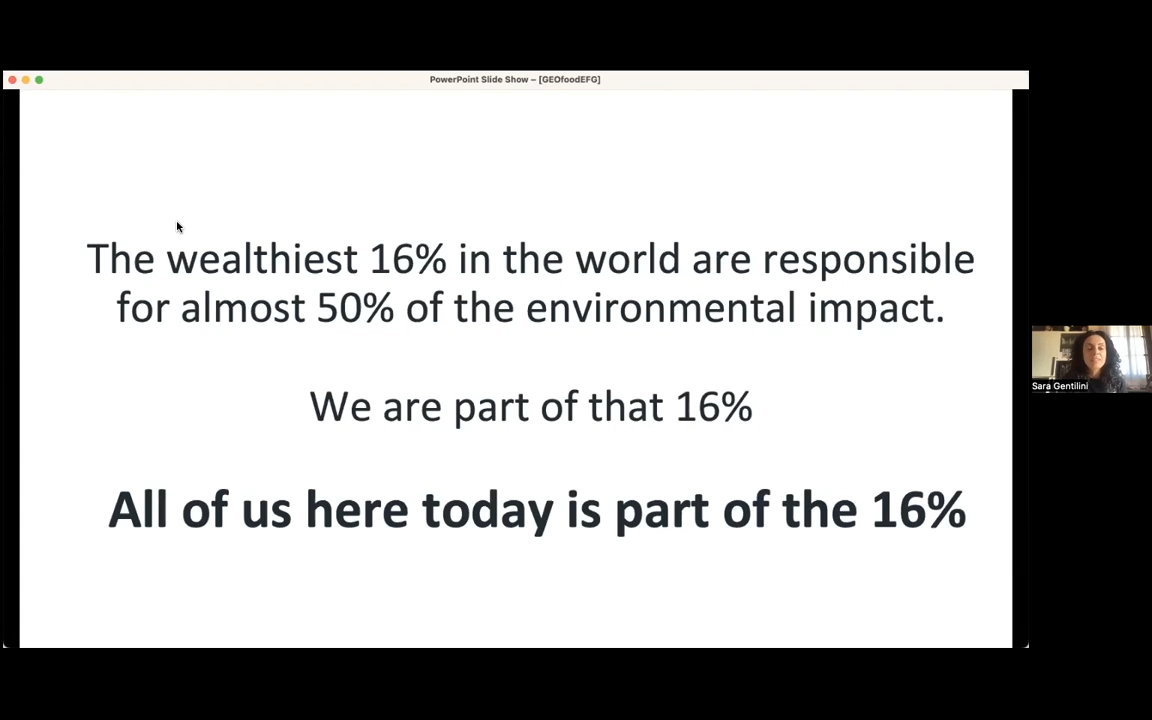 PowerPoint Slide Show – [GEOfoodEFG]
The wealthiest 16% in the world are responsible
for almost 50% of the environmental impact.
We are part of that 16%
All of us here today is part of the 16%
Sara Gentilini